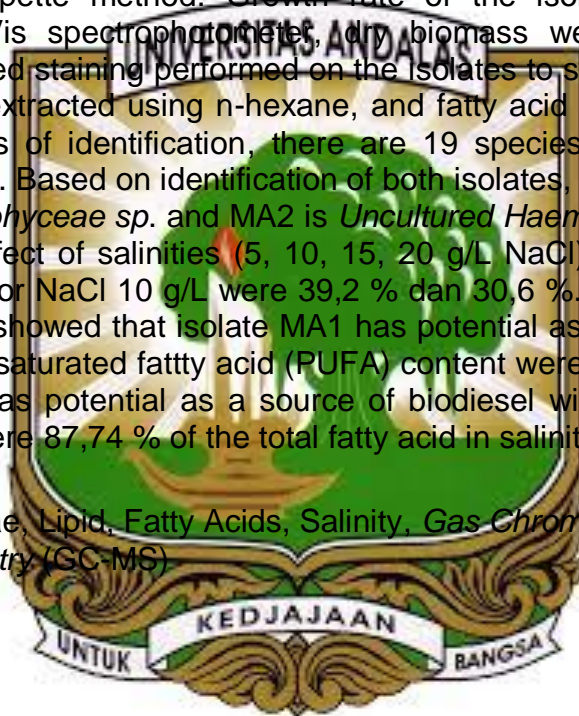 pette method. Growth rate of the Iso
UNIVERSITAS ANDALAS
is spectrophotometer, dry biomass we
ed staining performed on the isolates to s
extracted using n-hexane, and fatty acid
s of identification, there are 19 species
. Based on identification of both isolates,
phyceae sp. and MA2 is Uncultured Haem
fect of salinities (5, 10, 15, 20 g/L NaCl)
or NaCl 10 g/L were 39,2 % dan 30,6 %.
showed that isolate MA1 has potential as
saturated fattty acid (PUFA) content were
as potential as a source of biodiesel wi
ere 87,74 % of the total fatty acid in salinit
ae, Lipid, Fatty Acids, Salinity, Gas Chrom
try (GC-MS)
KEDJAJAAN
UNTUK BANGSA